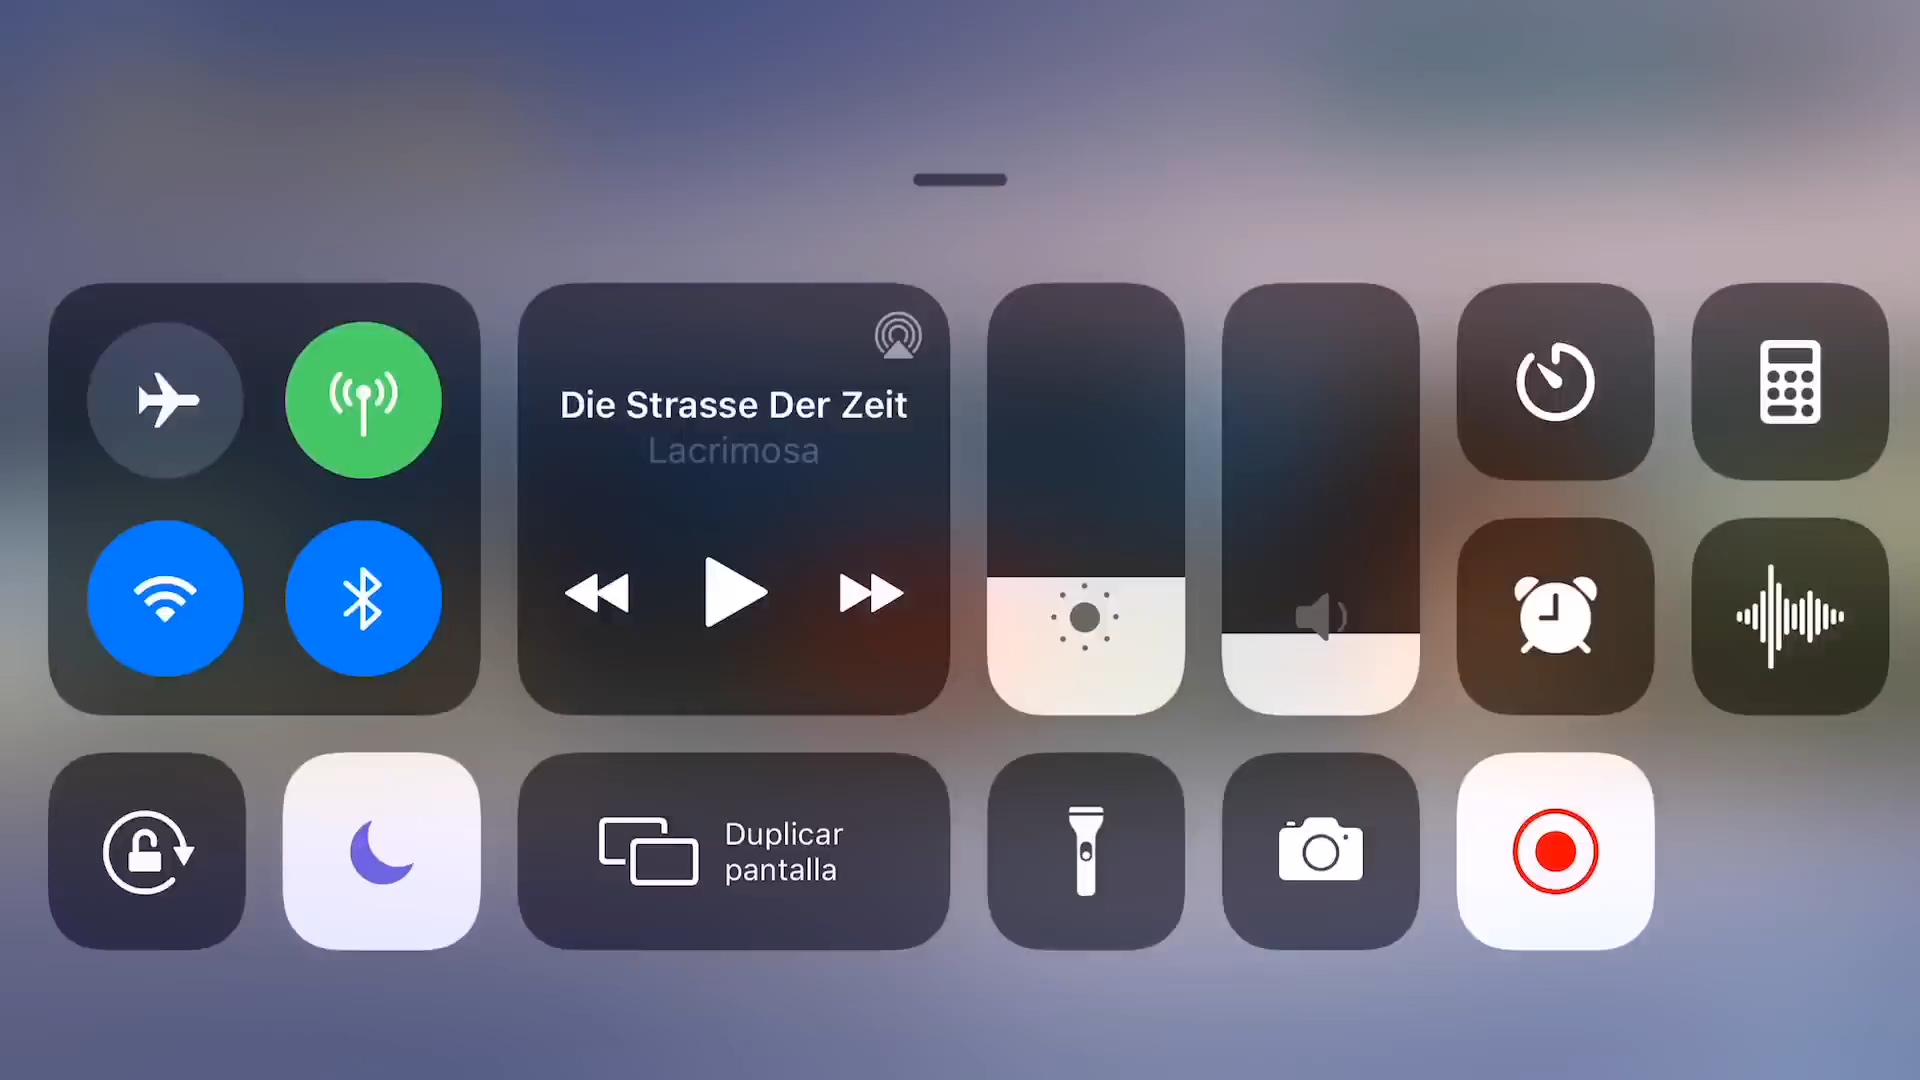 Die Strasse Der Zeit
Lacrimosa
Duplicar
pantalla